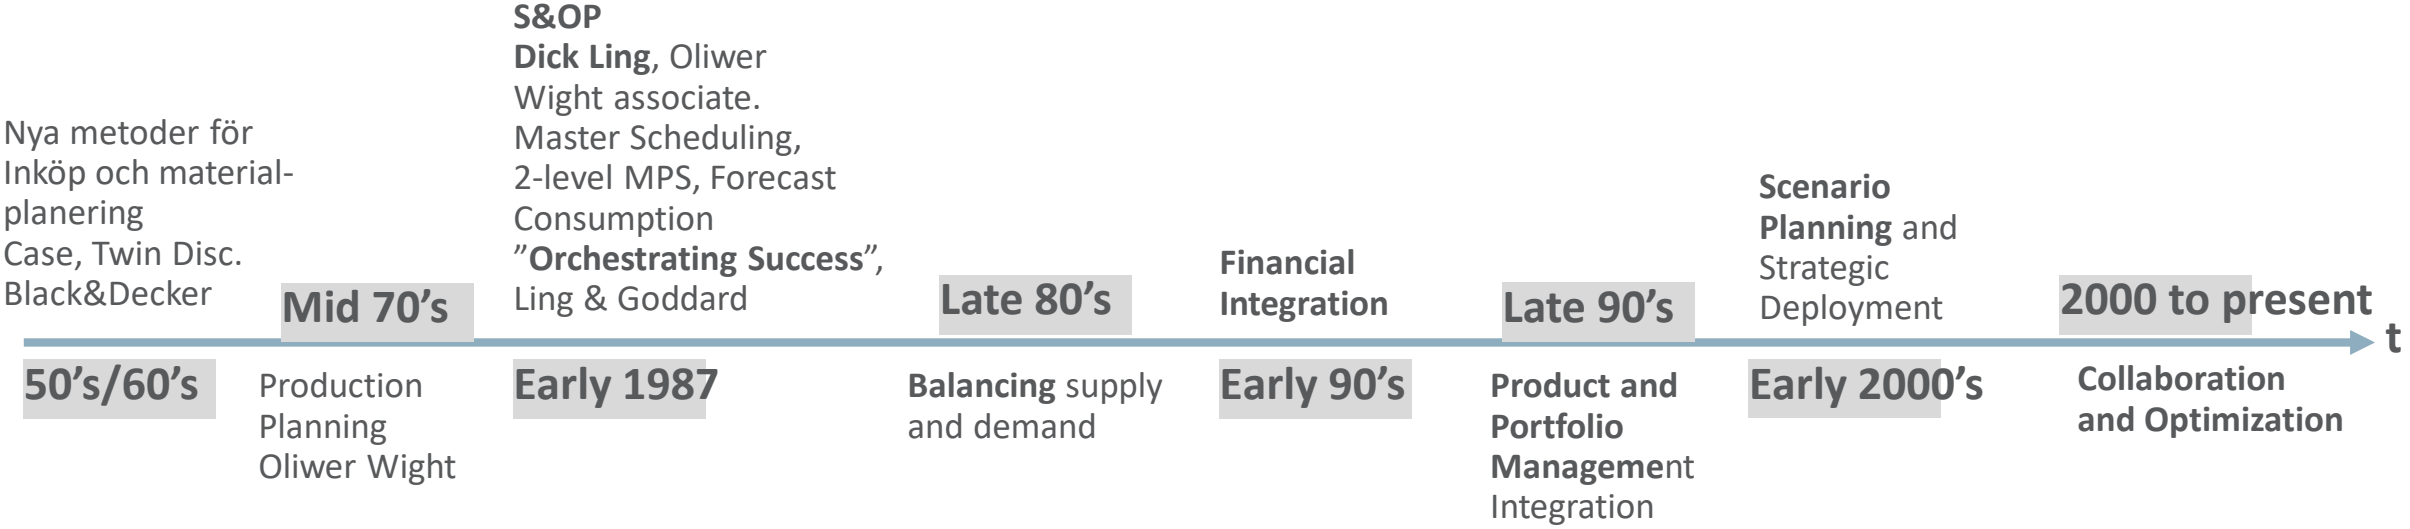 Nya metoder för
Inköp och material-
planering
Case, Twin Disc.
Black&Decker
50's/60's
Mid 70's
Production
Planning
Oliwer Wight
S&OP
Dick Ling, Oliwer
Wight associate.
Master Scheduling,
2-level MPS, Forecast
Consumption
”Orchestrating Success”,
Ling & Goddard
Early 1987
Late 80's
Balancing supply
and demand
Financial
Integration
Early 90's
Late 90's
Product and
Portfolio
Management
Integration
Scenario
Planning and
Strategic
Deployment
Early 2000's
2000 to present
Collaboration
and Optimization
t